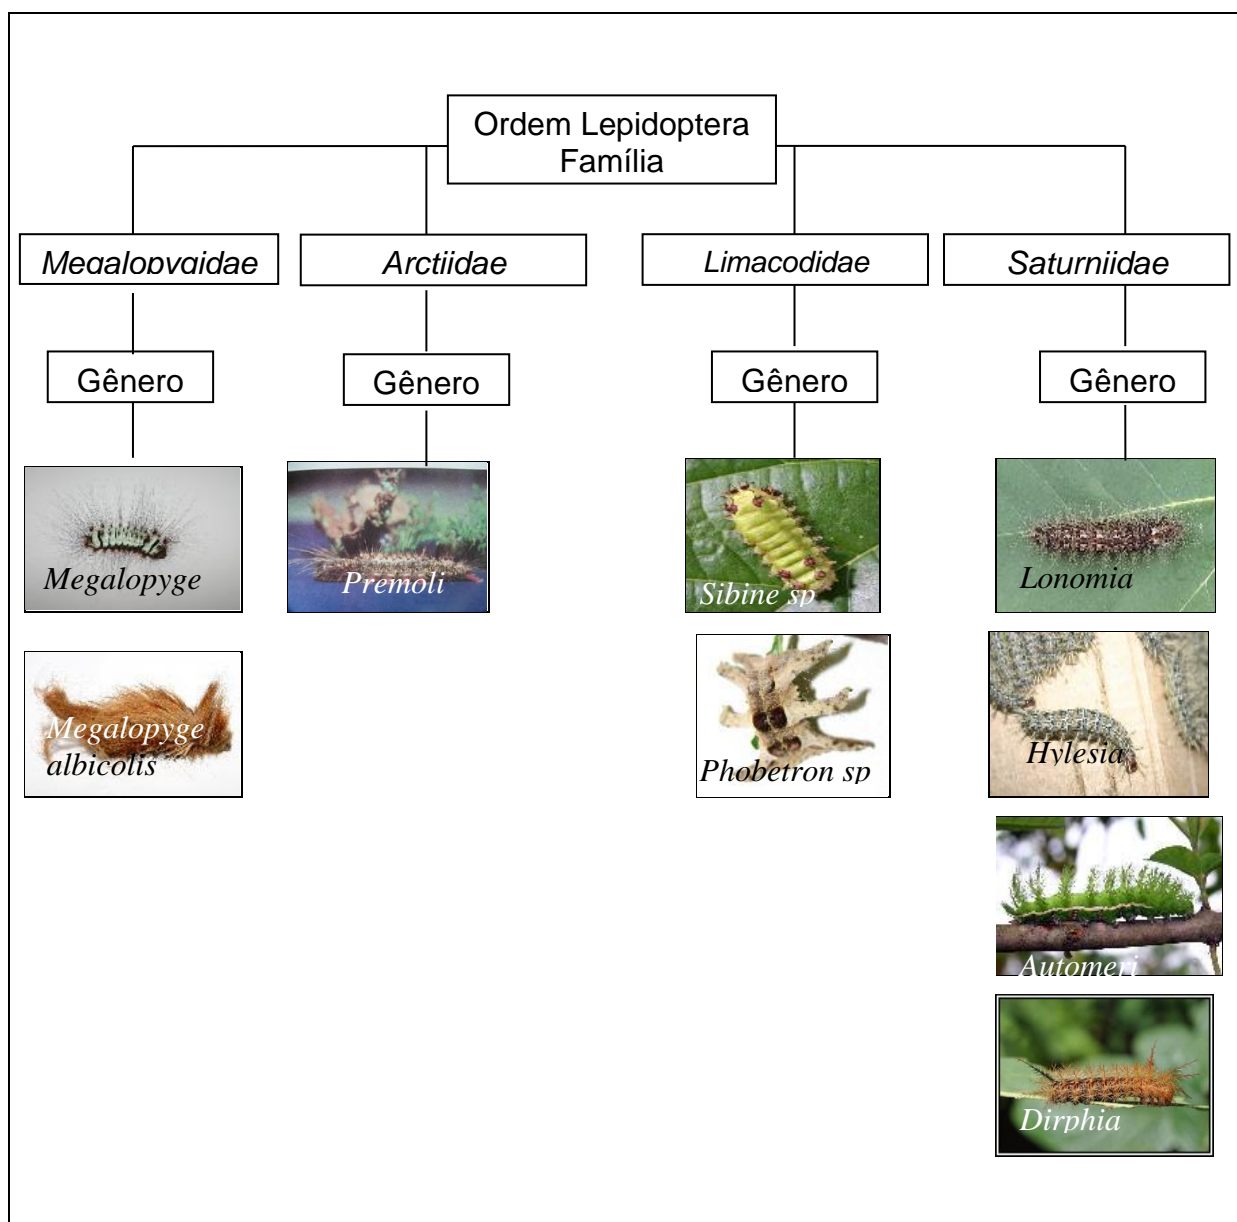 Ordem Lepidoptera
Família
Megalopygidae
Arctiidae
Limacodidae
Saturniidae
Gênero
Gênero
Gênero
Gênero
Megalopyge
Premoli
Sibine sp
Lonomia
Megalopyge
albicolis
Phobetron sp
Hylesia
Automeri
Dirphia